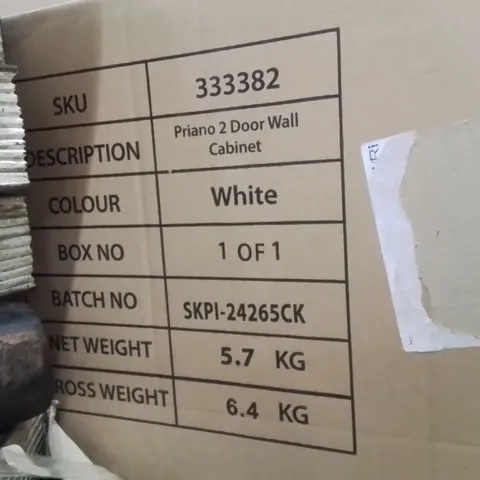 SKU 333382
DESCRIPTION Priano 2 Door Wall
Cabinet
COLOUR White
BOX NO 1 OF 1
BATCH NO SKPI-24265CK
NET WEIGHT 5.7 KG
ROSS WEIGHT 6.4 KG